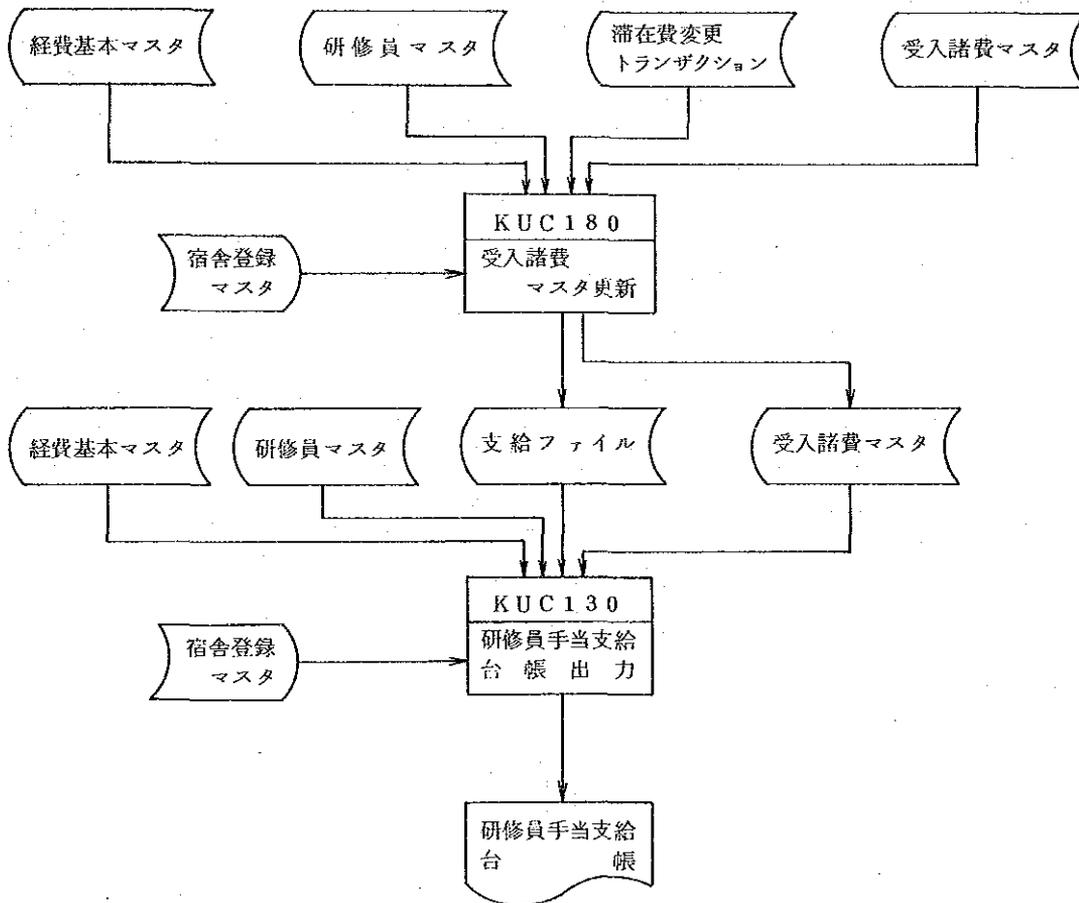 経費基本マスタ
研修員マスタ
滞在費変更
トランザクション
受入諸費マスタ
KUC180
受入諸費
マスタ更新
宿舎登録
マスタ
経費基本マスタ
研修員マスタ
支給ファイル
受入諸費マスタ
KUC130
研修員手当支給
台帳出力
宿舎登録
マスタ
研修員手当支給
台帳